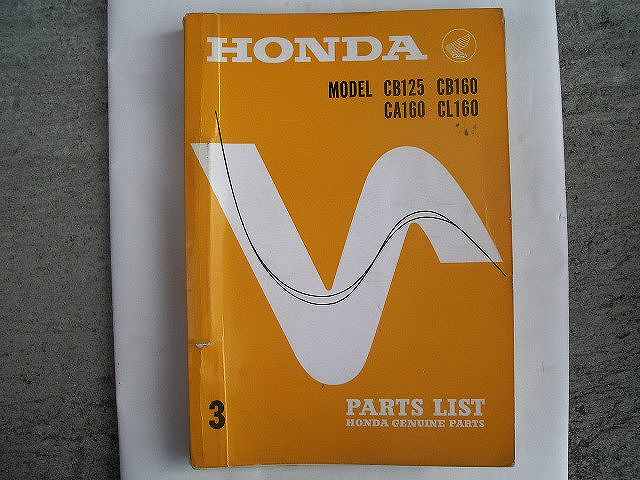 HONDA
MODEL CB125 CB160
CA160 CL160
3
PARTS LIST
HONDA GENUINE PARTS